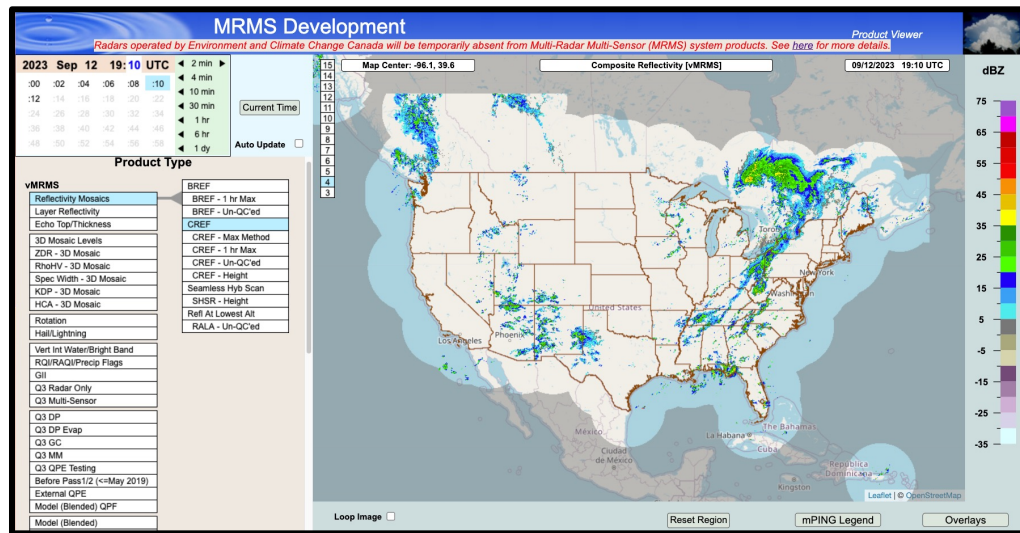 MRMS Development
Product Viewer
Radars operated by Environment and Climate Change Canada will be temporarily absent from Multi-Radar Multi-Sensor (MRMS) system products. See here for more details.
2023 Sep 12 19:10 UTC
:00 :02 :04 :06 :08 :10
:12 :14 :16 :18 :20 :22
:24 :26 :28 :30 :32 :34
:36 :38 :40 :42 :44 :46
:48 :50 :52 :54 :56 :58
2 min
4 min
10 min
30 min
1 hr
6 hr
1 dy
Current Time
Auto Update
Product Type
vMRMS
Reflectivity Mosaics
Layer Reflectivity
Echo Top/Thickness
3D Mosaic Levels
ZDR - 3D Mosaic
RhoHV - 3D Mosaic
Spec Width - 3D Mosaic
KDP - 3D Mosaic
HCA - 3D Mosaic
Rotation
Hail/Lightning
Vert Int Water/Bright Band
RQI/RAQI/Precip Flags
GII
Q3 Radar Only
Q3 Multi-Sensor
Q3 DP
Q3 DP Evap
Q3 GC
Q3 MM
Q3 QPE Testing
Before Pass1/2 (<=May 2019)
External QPE
Model (Blended) QPF
Model (Blended)
BREF
BREF - 1 hr Max
BREF - Un-QC'ed
CREF
CREF - Max Method
CREF - 1 hr Max
CREF - Un-QC'ed
CREF - Height
Seamless Hyb Scan
SHSR - Height
Refl At Lowest Alt
RALA - Un-QC'ed
15
14
13
12
11
10
9
8
7
6
5
4
3
Map Center: -96.1, 39.6
Composite Reflectivity [vMRMS]
09/12/2023 19:10 UTC
Toronto
New York
Washington
United States
Los Angeles
Phoenix
México
Ciudad
de México
La Habana
The Bahamas
Cuba
Kingston
República
Dominicana
Leaflet | © OpenStreetMap
dBZ
75
65
55
45
35
25
15
5
-5
-15
-25
-35
Loop Image
Reset Region
mPING Legend
Overlays